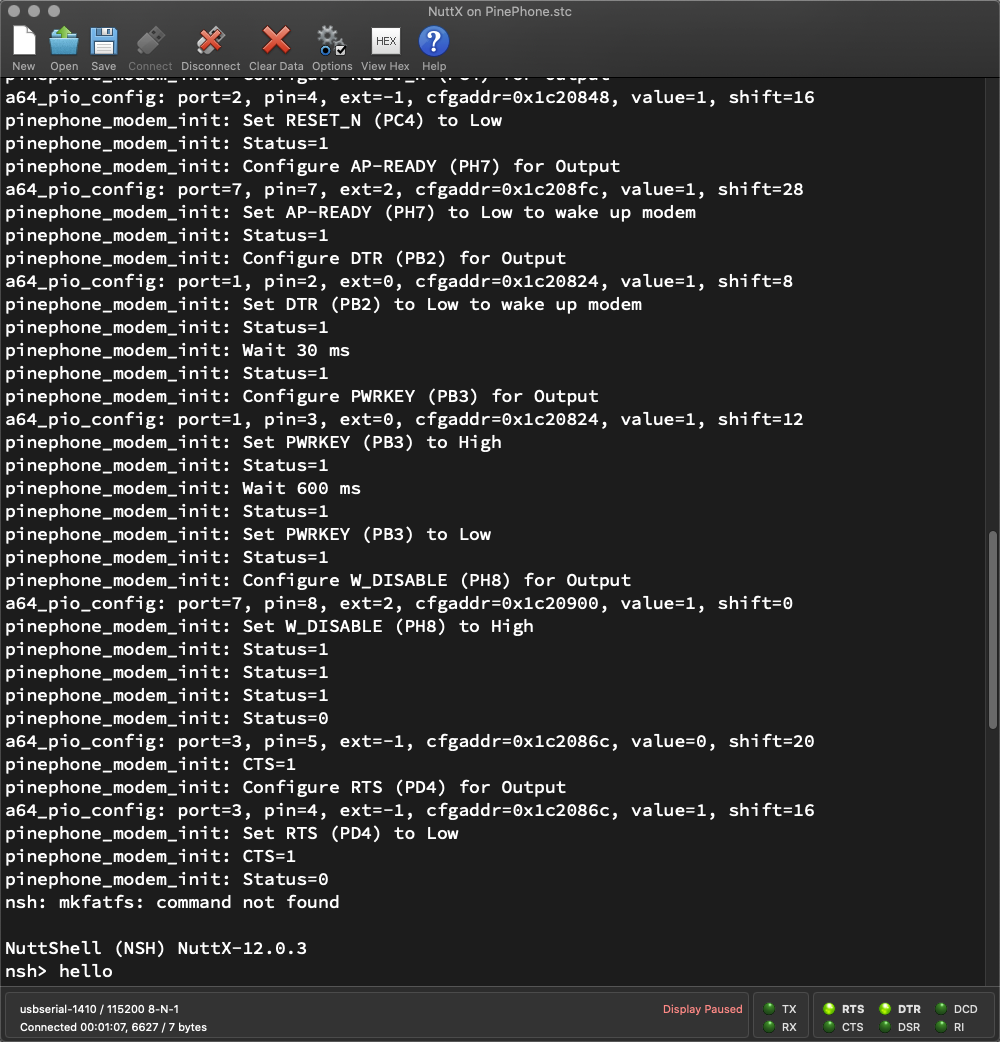 NuttX on PinePhone.stc
New Open Save Connect Disconnect Clear Data Options View Hex Help
HEX
pinephone_modem_init: Configure RESET_N (PC4) for Output
a64_pio_config: port=2, pin=4, ext=-1, cfgaddr=0x1c20848, value=1, shift=16
pinephone_modem_init: Set RESET_N (PC4) to Low
pinephone_modem_init: Status=1
pinephone_modem_init: Configure AP-READY (PH7) for Output
a64_pio_config: port=7, pin=7, ext=2, cfgaddr=0x1c208fc, value=1, shift=28
pinephone_modem_init: Set AP-READY (PH7) to Low to wake up modem
pinephone_modem_init: Status=1
pinephone_modem_init: Configure DTR (PB2) for Output
a64_pio_config: port=1, pin=2, ext=0, cfgaddr=0x1c20824, value=1, shift=8
pinephone_modem_init: Set DTR (PB2) to Low to wake up modem
pinephone_modem_init: Status=1
pinephone_modem_init: Wait 30 ms
pinephone_modem_init: Status=1
pinephone_modem_init: Configure PWRKEY (PB3) for Output
a64_pio_config: port=1, pin=3, ext=0, cfgaddr=0x1c20824, value=1, shift=12
pinephone_modem_init: Set PWRKEY (PB3) to High
pinephone_modem_init: Status=1
pinephone_modem_init: Wait 600 ms
pinephone_modem_init: Status=1
pinephone_modem_init: Set PWRKEY (PB3) to Low
pinephone_modem_init: Status=1
pinephone_modem_init: Configure W_DISABLE (PH8) for Output
a64_pio_config: port=7, pin=8, ext=2, cfgaddr=0x1c20900, value=1, shift=0
pinephone_modem_init: Set W_DISABLE (PH8) to High
pinephone_modem_init: Status=1
pinephone_modem_init: Status=1
pinephone_modem_init: Status=1
pinephone_modem_init: Status=0
a64_pio_config: port=3, pin=5, ext=-1, cfgaddr=0x1c2086c, value=0, shift=20
pinephone_modem_init: CTS=1
pinephone_modem_init: Configure RTS (PD4) for Output
a64_pio_config: port=3, pin=4, ext=-1, cfgaddr=0x1c2086c, value=1, shift=16
pinephone_modem_init: Set RTS (PD4) to Low
pinephone_modem_init: CTS=1
pinephone_modem_init: Status=0
nsh: mkfatfs: command not found
NuttShell (NSH) NuttX-12.0.3
nsh> hello
usbserial-1410 / 115200 8-N-1
Connected 00:01:07, 6627 / 7 bytes
Display Paused
TX RTS DTR DCD
RX CTS DSR RI